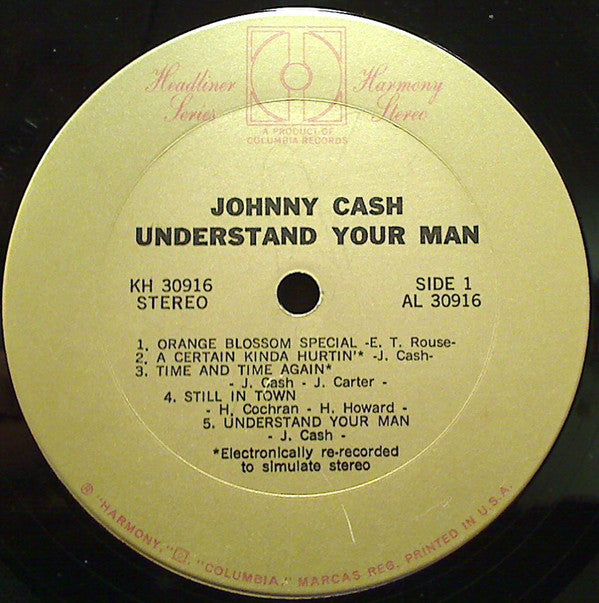 Headliner Harmony
Series Stereo
A PRODUCT OF
COLUMBIA RECORDS
JOHNNY CASH
UNDERSTAND YOUR MAN
KH 30916 SIDE 1
STEREO AL 30916
1. ORANGE BLOSSOM SPECIAL -E. T. Rouse-
2. A CERTAIN KINDA HURTIN'* -J. Cash-
3. TIME AND TIME AGAIN*
- J. Cash - J. Carter -
4. STILL IN TOWN
- H. Cochran - H. Howard -
5. UNDERSTAND YOUR MAN
- J. Cash -
*Electronically re-recorded
to simulate stereo
® "HARMONY," "COLUMBIA," MARCAS REG. PRINTED IN U.S.A.